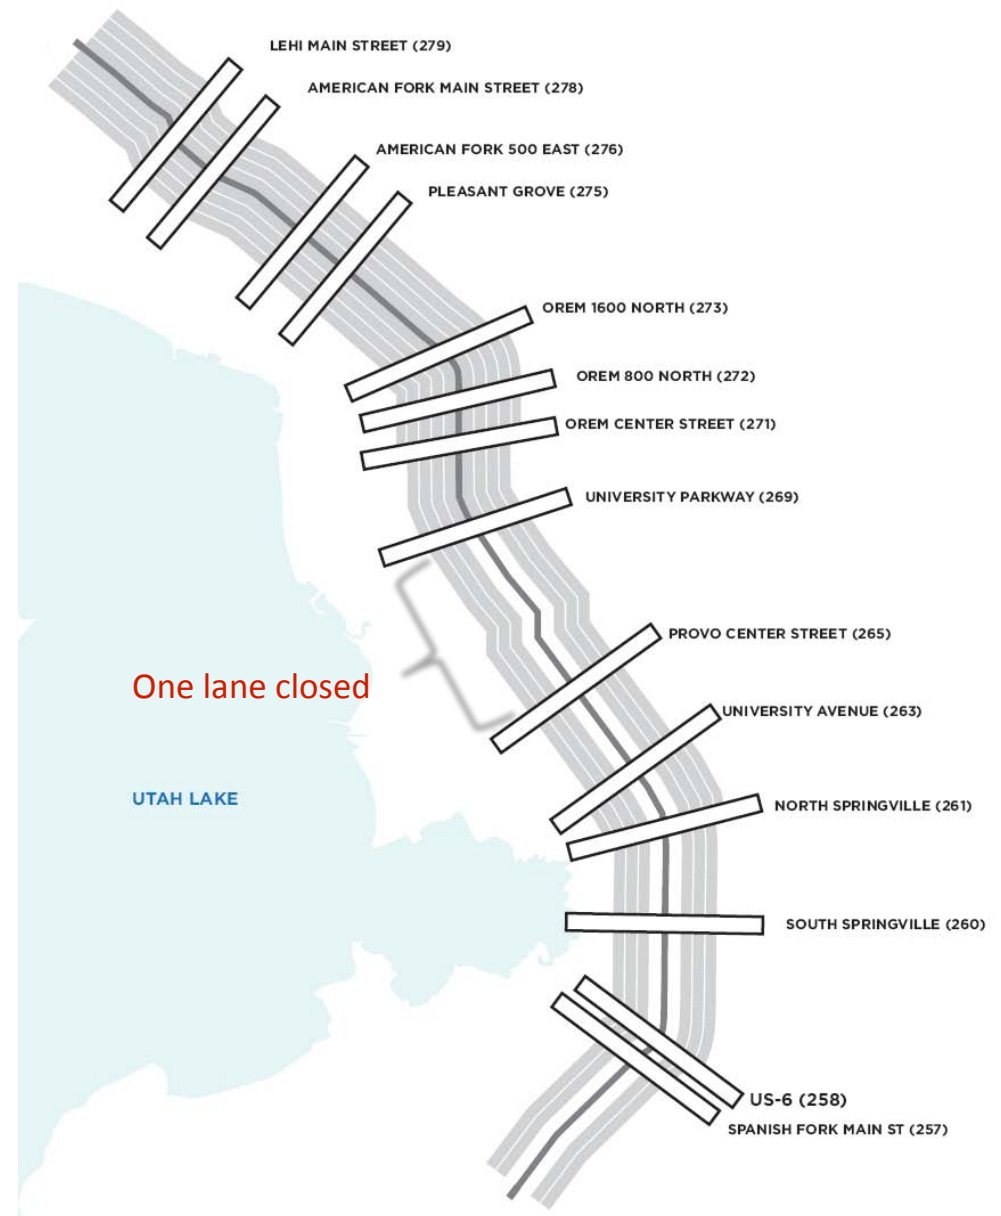 LEHI MAIN STREET (279)
AMERICAN FORK MAIN STREET (278)
AMERICAN FORK 500 EAST (276)
PLEASANT GROVE (275)
OREM 1600 NORTH (273)
OREM 800 NORTH (272)
OREM CENTER STREET (271)
UNIVERSITY PARKWAY (269)
PROVO CENTER STREET (265)
One lane closed
UNIVERSITY AVENUE (263)
UTAH LAKE
NORTH SPRINGVILLE (261)
SOUTH SPRINGVILLE (260)
US-6 (258)
SPANISH FORK MAIN ST (257)